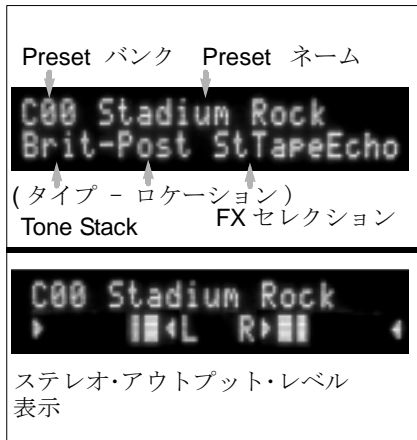 Preset バンク Preset ネーム
C00 Stadium Rock
Brit-Post StTapeEcho
(タイプ - ロケーション)
Tone Stack FX セレクション
C00 Stadium Rock
L R
ステレオ・アウトプット・レベル
表示